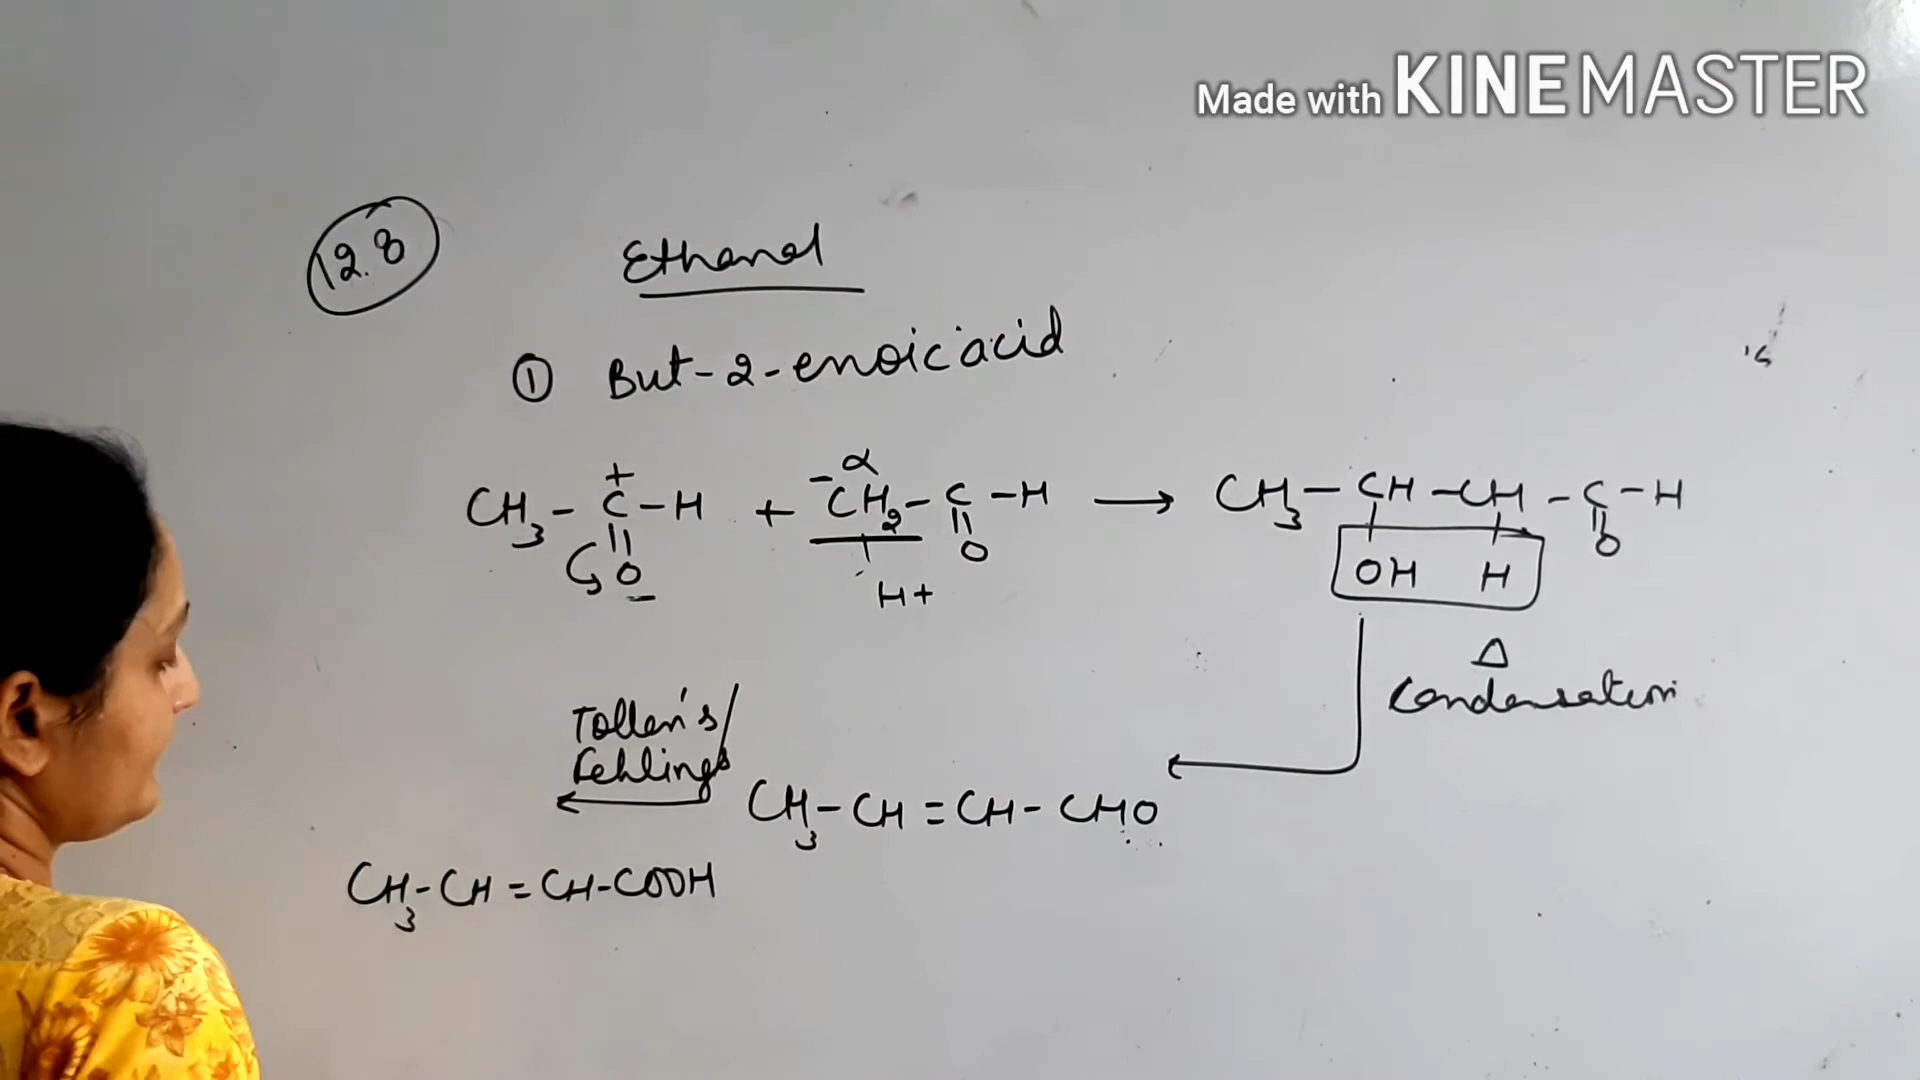 Made with KINEMASTER
12.8
Ethanal
① But-2-enoic acid
CH3-C+-H + -CH2α-C-H → CH3-CH-CH-C-H
|| || | | ||
O H+ O OH H O
Δ
Condensation
Tollen's/
Fehlings
CH3-CH=CH-CHO
←
CH3-CH=CH-COOH